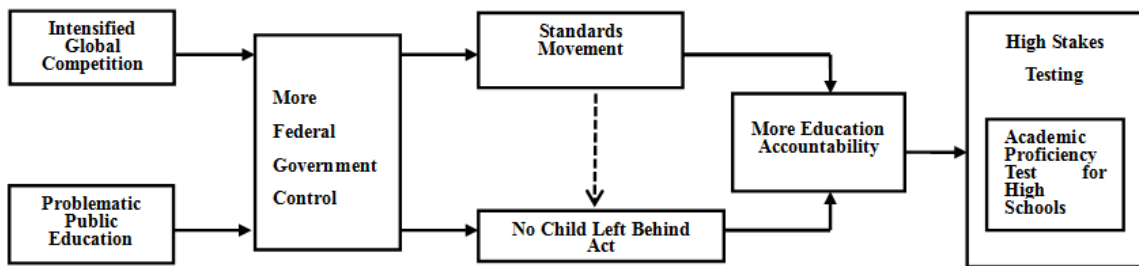 Intensified
Global
Competition
Problematic
Public
Education
More
Federal
Government
Control
Standards
Movement
No Child Left Behind
Act
More Education
Accountability
High Stakes
Testing
Academic
Proficiency
Test for
High
Schools